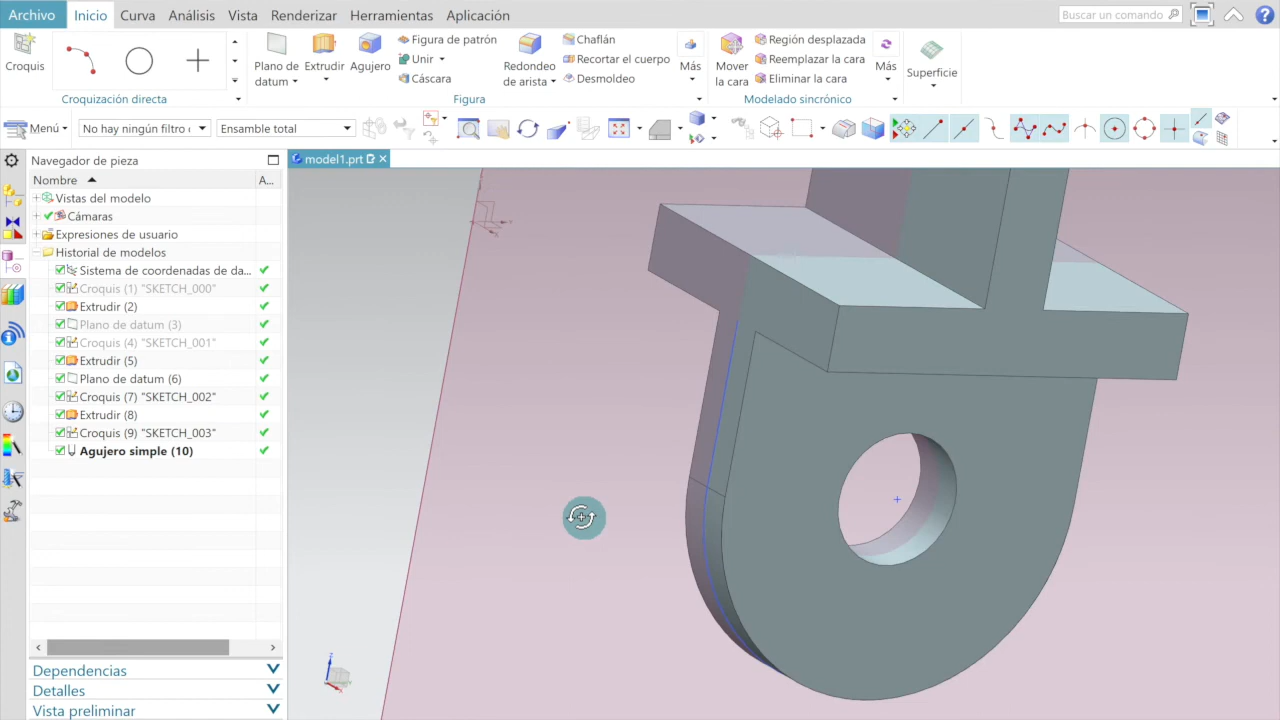 Archivo Inicio Curva Análisis Vista Renderizar Herramientas Aplicación Buscar un comando
Croquis
Croquización directa
Plano de datum
Extrudir
Agujero
Figura de patrón
Unir
Cáscara
Redondeo de arista
Chaflán
Recortar el cuerpo
Desmoldeo
Más
Figura
Mover la cara
Región desplazada
Reemplazar la cara
Eliminar la cara
Más
Modelado sincrónico
Superficie
Menú No hay ningún filtro Ensamble total
Navegador de pieza
model1.prt
Nombre A...
Vistas del modelo
Cámaras
Expresiones de usuario
Historial de modelos
Sistema de coordenadas de da...
Croquis (1) "SKETCH_000"
Extrudir (2)
Plano de datum (3)
Croquis (4) "SKETCH_001"
Extrudir (5)
Plano de datum (6)
Croquis (7) "SKETCH_002"
Extrudir (8)
Croquis (9) "SKETCH_003"
Agujero simple (10)
Dependencias
Detalles
Vista preliminar